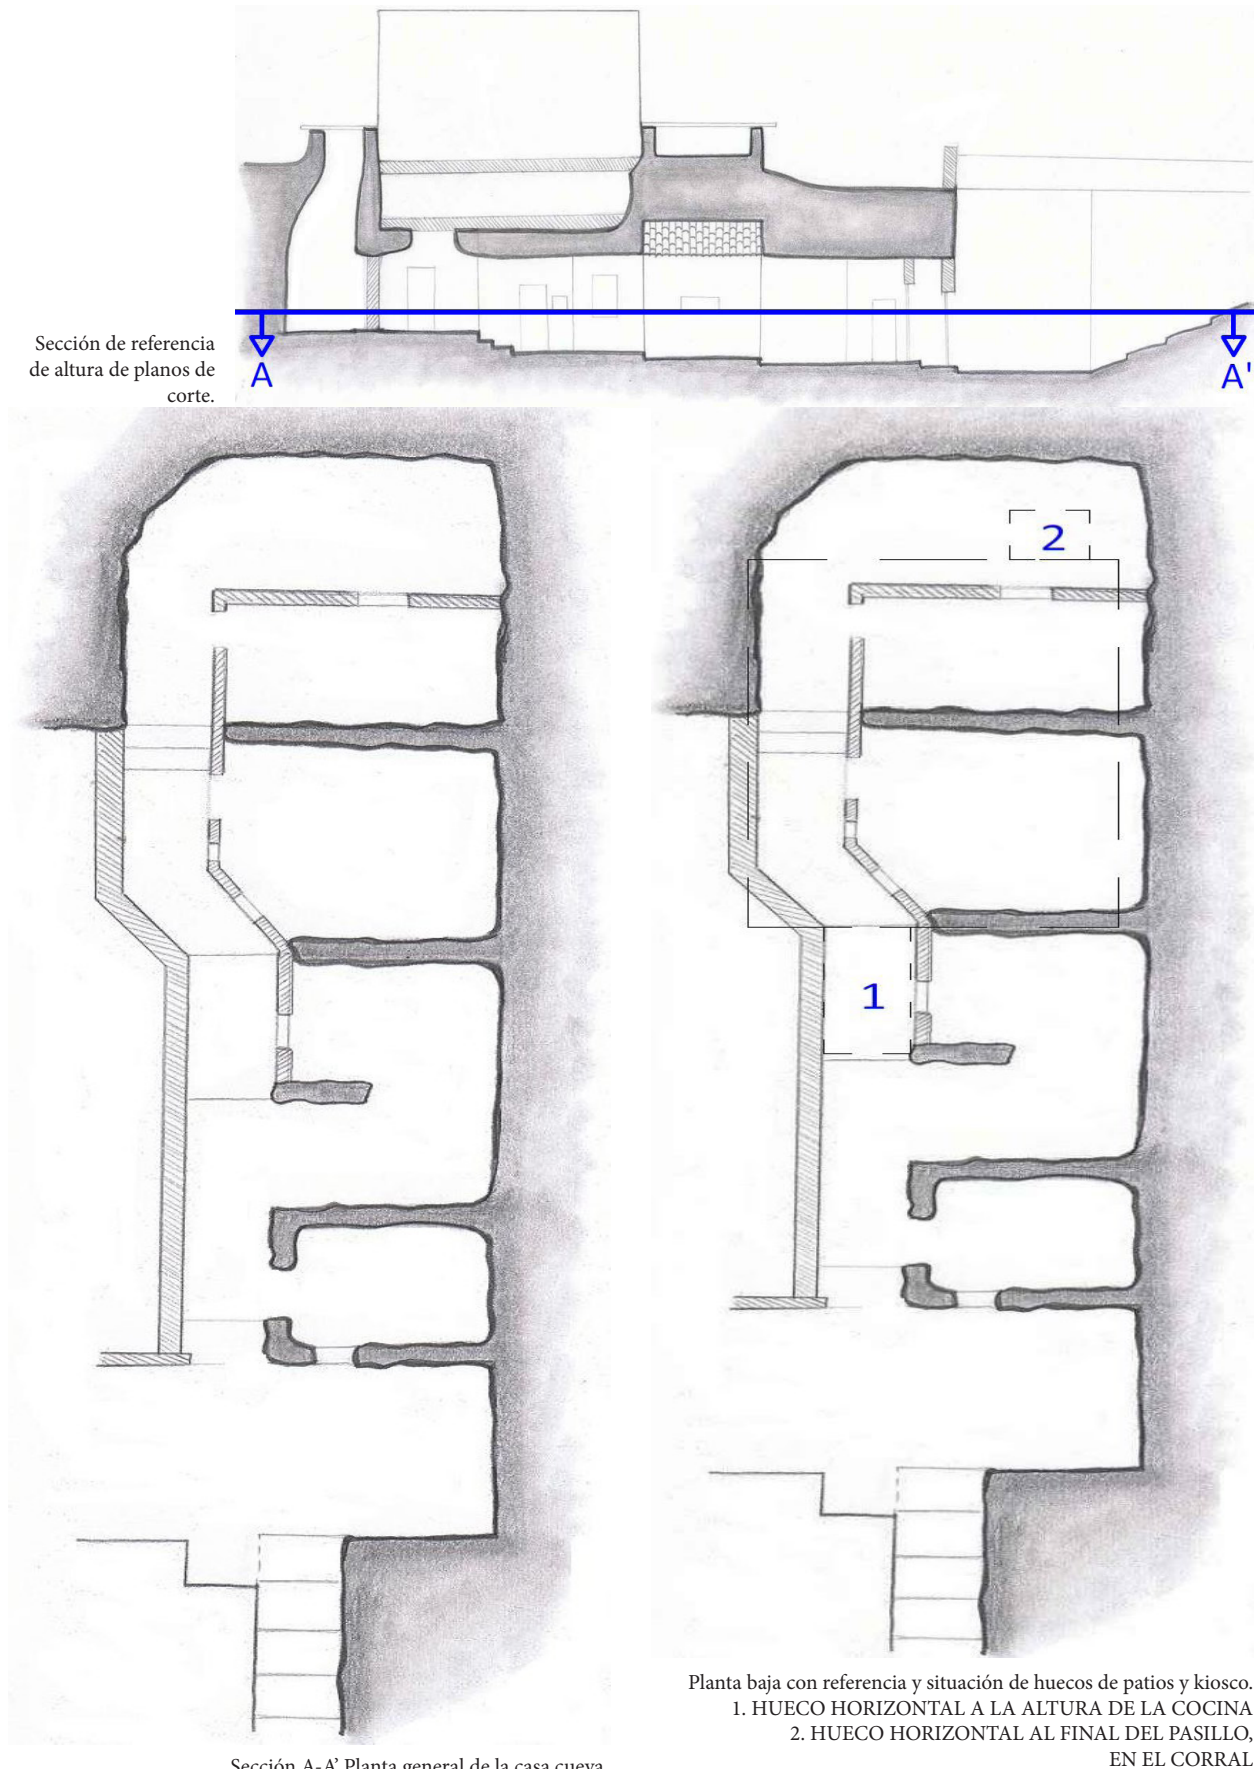 Sección de referencia
de altura de planos de
corte.
A
A'
2
1
Planta baja con referencia y situación de huecos de patios y kiosco.
1. HUECO HORIZONTAL A LA ALTURA DE LA COCINA
2. HUECO HORIZONTAL AL FINAL DEL PASILLO,
EN EL CORRAL
Sección A-A' Planta general de la casa cueva